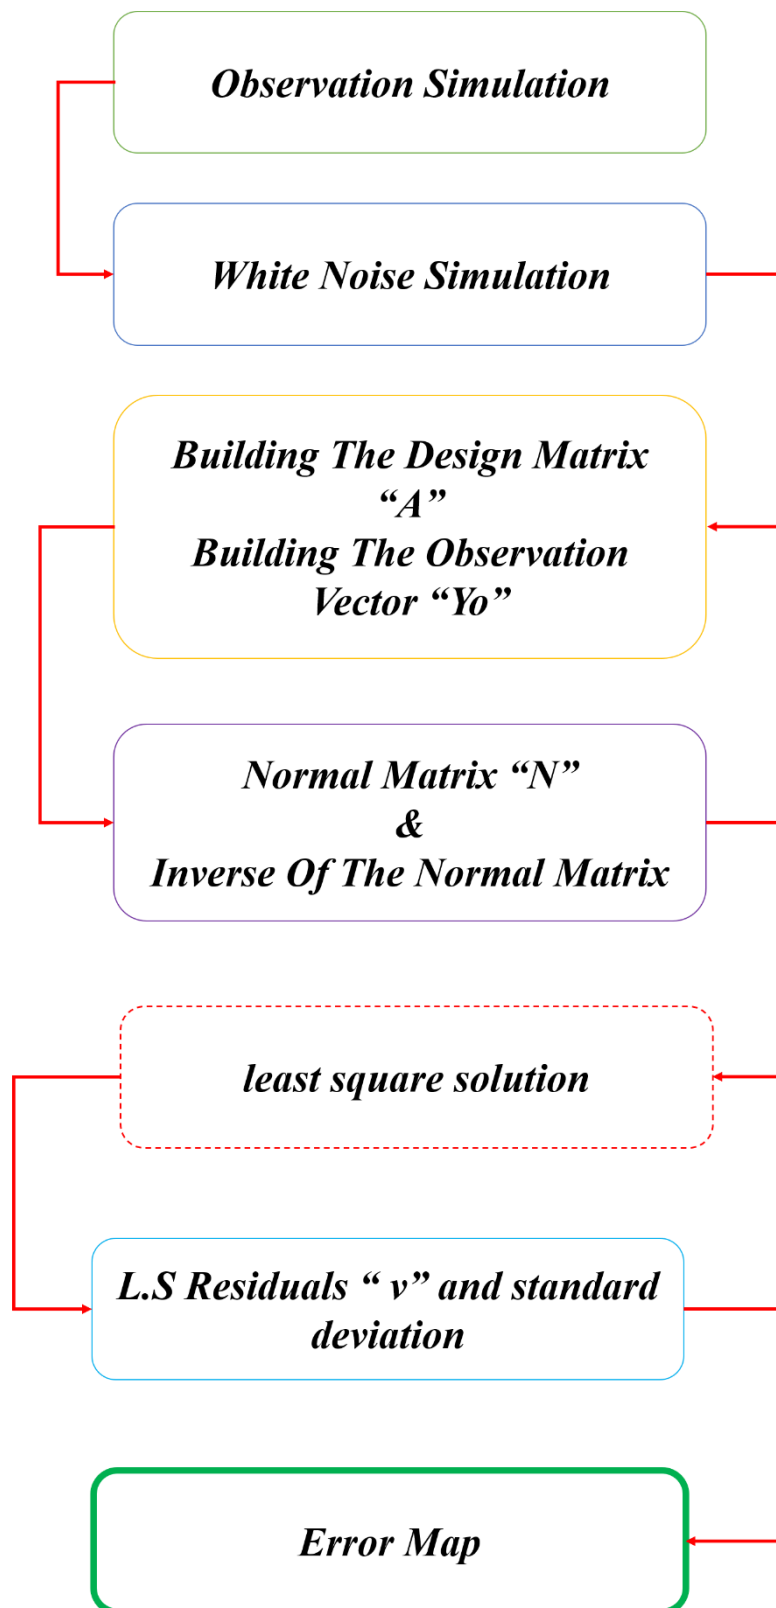 Observation Simulation
White Noise Simulation
Building The Design Matrix
“A”
Building The Observation
Vector “Yo”
Normal Matrix “N”
&
Inverse Of The Normal Matrix
least square solution
L.S Residuals “ v” and standard
deviation
Error Map